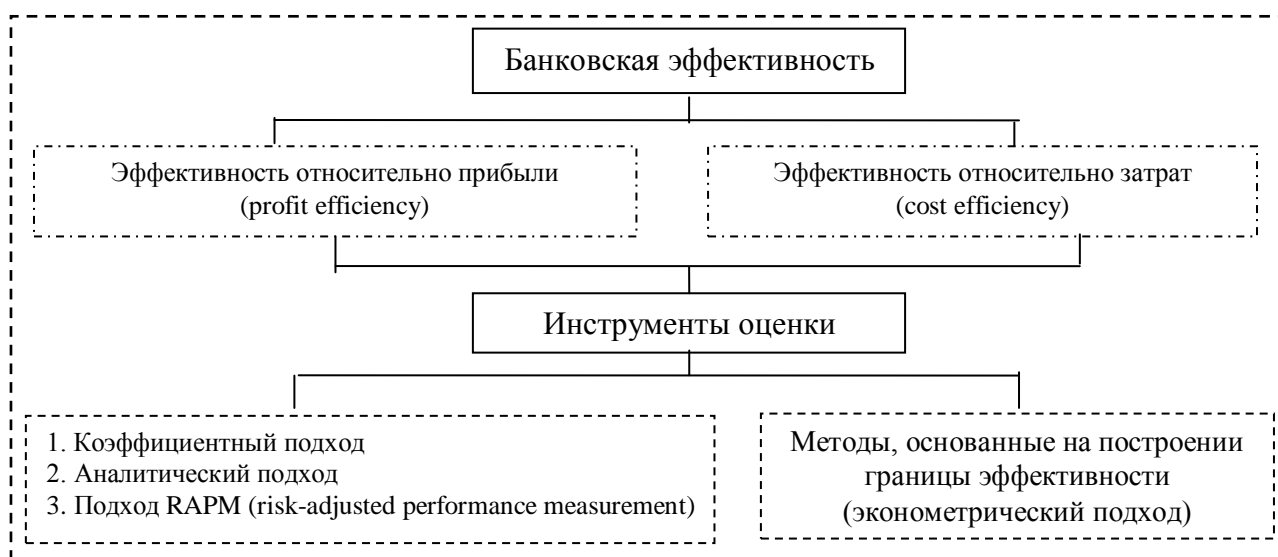 Банковская эффективность
Эффективность относительно прибыли
(profit efficiency)
Эффективность относительно затрат
(cost efficiency)
Инструменты оценки
1. Коэффициентный подход
2. Аналитический подход
3. Подход RAPM (risk-adjusted performance measurement)
Методы, основанные на построении
границы эффективности
(эконометрический подход)